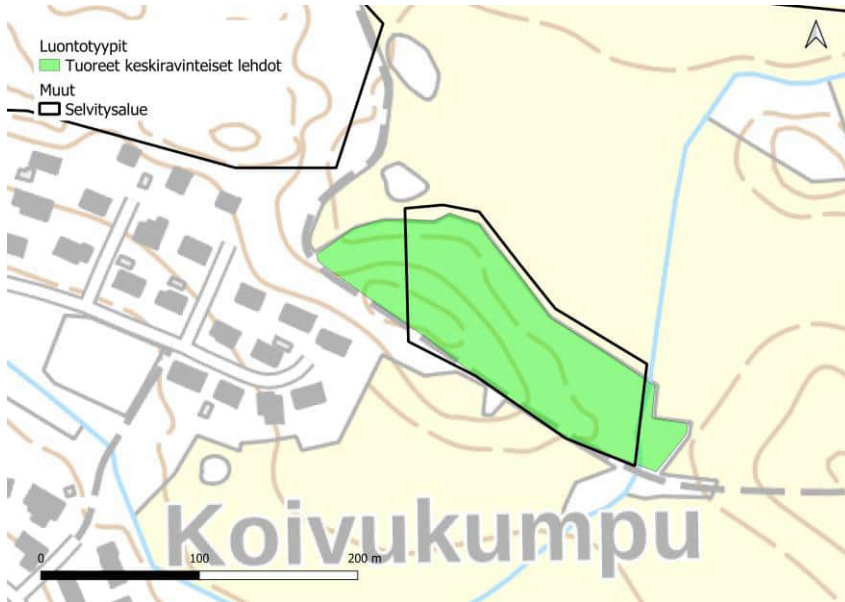 Luontotyypit
Tuoreet keskiravinteiset lehdot
Muut
Selvitysalue
Koivukumpu
0 100 200 m